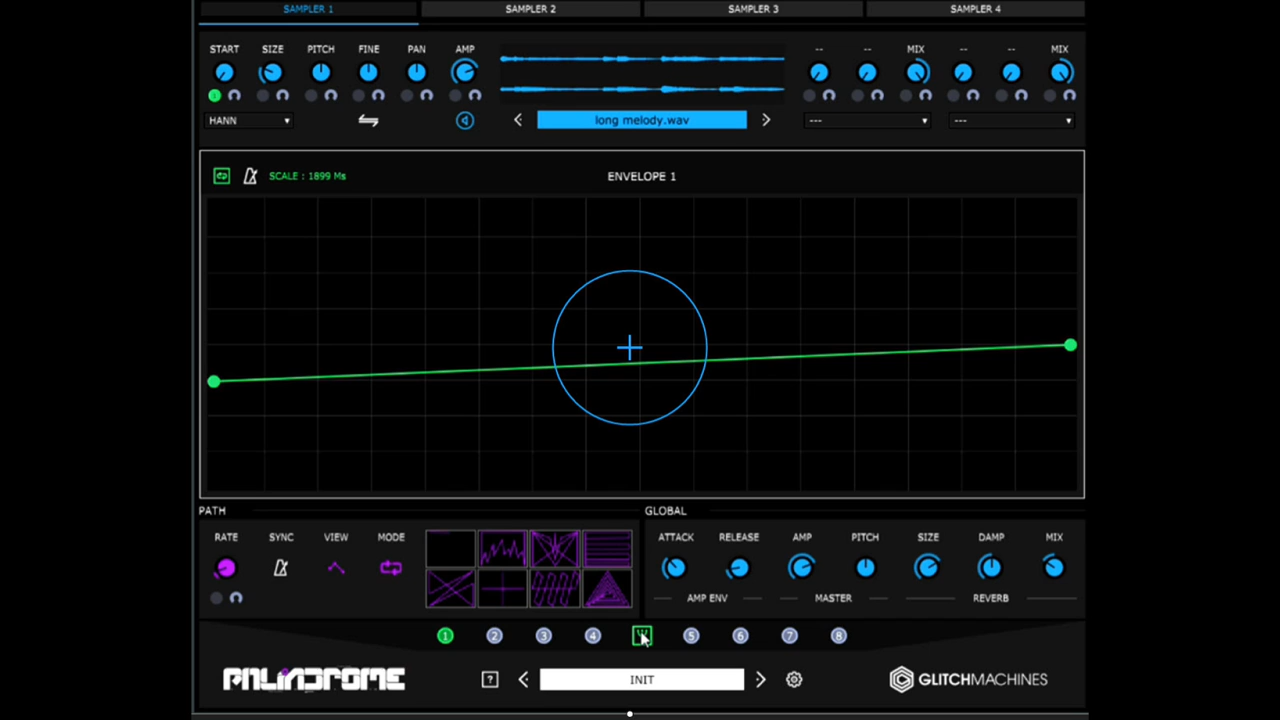 SAMPLER 1 SAMPLER 2 SAMPLER 3 SAMPLER 4
START SIZE PITCH FINE PAN AMP -- -- MIX -- -- MIX
HANN long melody.wav --- ---
SCALE : 1899 Ms ENVELOPE 1
PATH GLOBAL
RATE SYNC VIEW MODE ATTACK RELEASE AMP PITCH SIZE DAMP MIX
AMP ENV MASTER REVERB
1 2 3 4 5 6 7 8
PALINDROME ? INIT GLITCHMACHINES